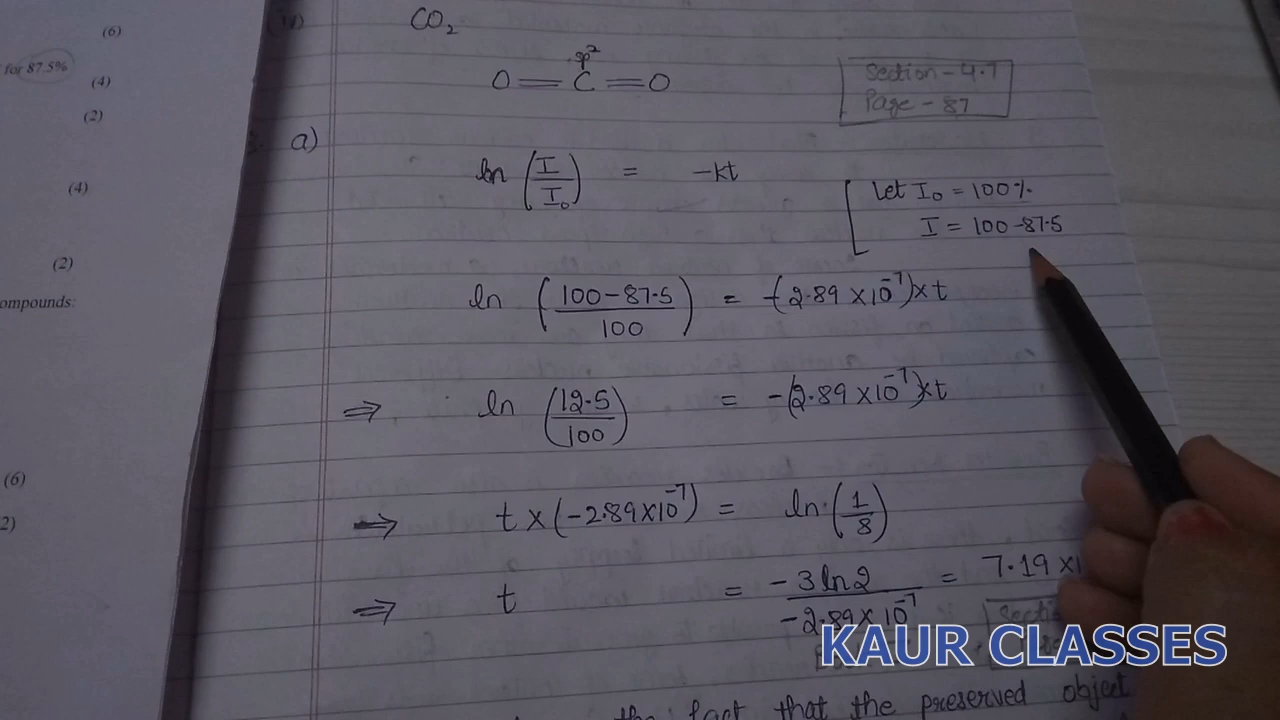 (6)
for 87.5%
(4)
(2)
(4)
(2)
ompounds:
(6)
2)
CO₂
sp²
O = C = O
Section - 4.7
Page - 87
a)
ln (I/I₀) = -kt
Let I₀ = 100%
I = 100-87.5
ln (100-87.5/100) = -(2.89 × 10⁻⁷) × t
⇒ ln (12.5/100) = -(2.89 × 10⁻⁷) × t
⇒ t × (-2.89 × 10⁻⁷) = ln (1/8)
⇒ t = -3 ln 2 / -2.89 × 10⁻⁷ = 7.19 ×
KAUR CLASSES
the fact that the preserved object